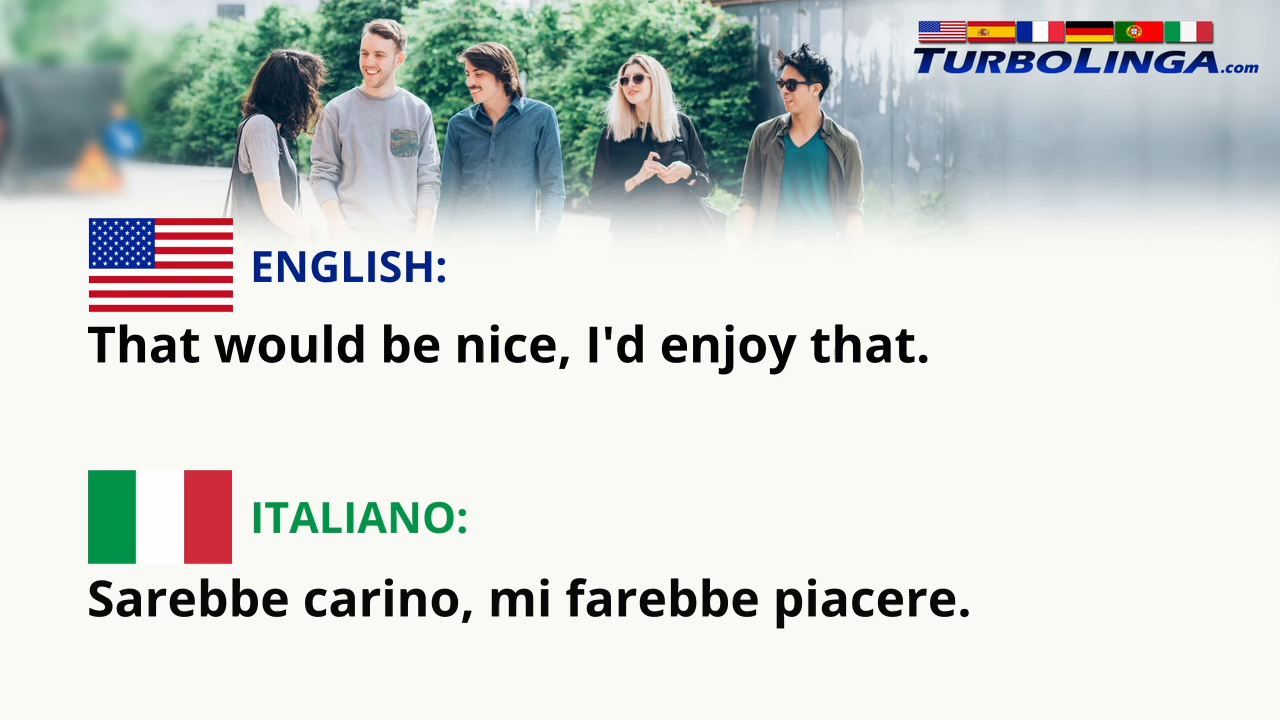 TURBOLINGA.com
ENGLISH:
That would be nice, I'd enjoy that.
ITALIANO:
Sarebbe carino, mi farebbe piacere.